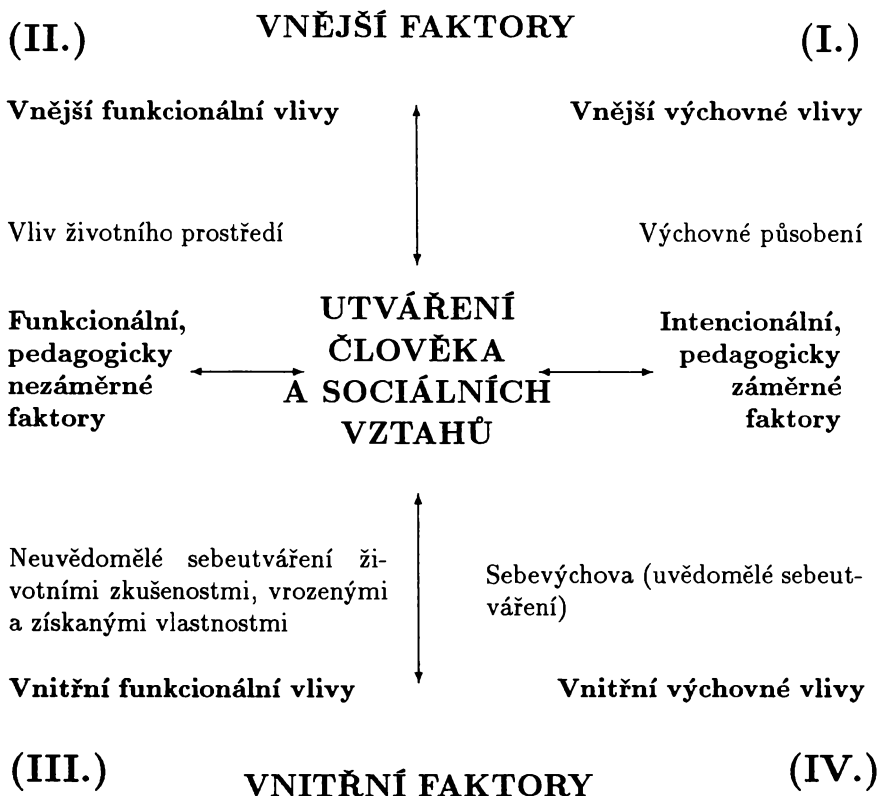 (II.) VNĚJŠÍ FAKTORY (I.)
Vnější funkcionální vlivy Vnější výchovné vlivy
Vliv životního prostředí Výchovné působení
Funkcionální,
pedagogicky
nezáměrné
faktory
UTVÁŘENÍ
ČLOVĚKA
A SOCIÁLNÍCH
VZTAHŮ
Intencionální,
pedagogicky
záměrné
faktory
Neuvědomělé sebeutváření ži-
votními zkušenostmi, vrozenými
a získanými vlastnostmi
Sebevýchova (uvědomělé sebeut-
váření)
Vnitřní funkcionální vlivy Vnitřní výchovné vlivy
(III.) VNITŘNÍ FAKTORY (IV.)